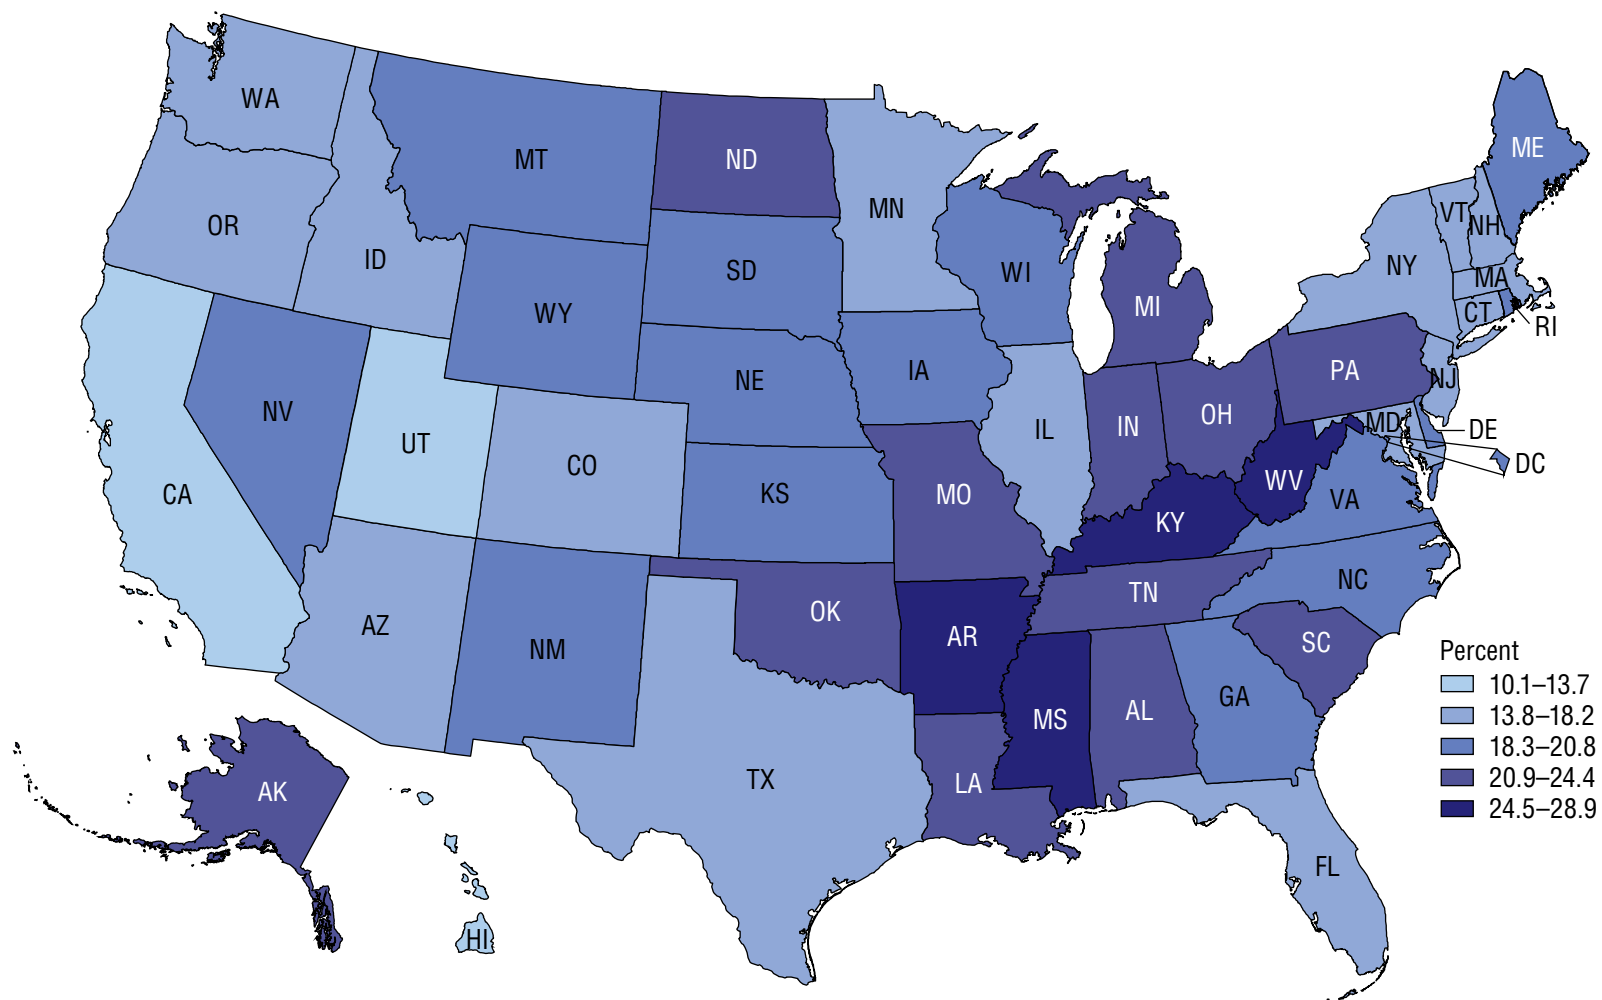 WA
MT
ND
MN
ME
OR
ID
SD
WI
MI
NY
VT
NH
MA
CT
RI
WY
NE
IA
PA
NJ
NV
UT
CO
KS
MO
IL
IN
OH
MD
DE
DC
WV
VA
CA
KY
AZ
NM
OK
AR
TN
NC
SC
TX
LA
MS
AL
GA
FL
AK
HI
Percent
10.1–13.7
13.8–18.2
18.3–20.8
20.9–24.4
24.5–28.9